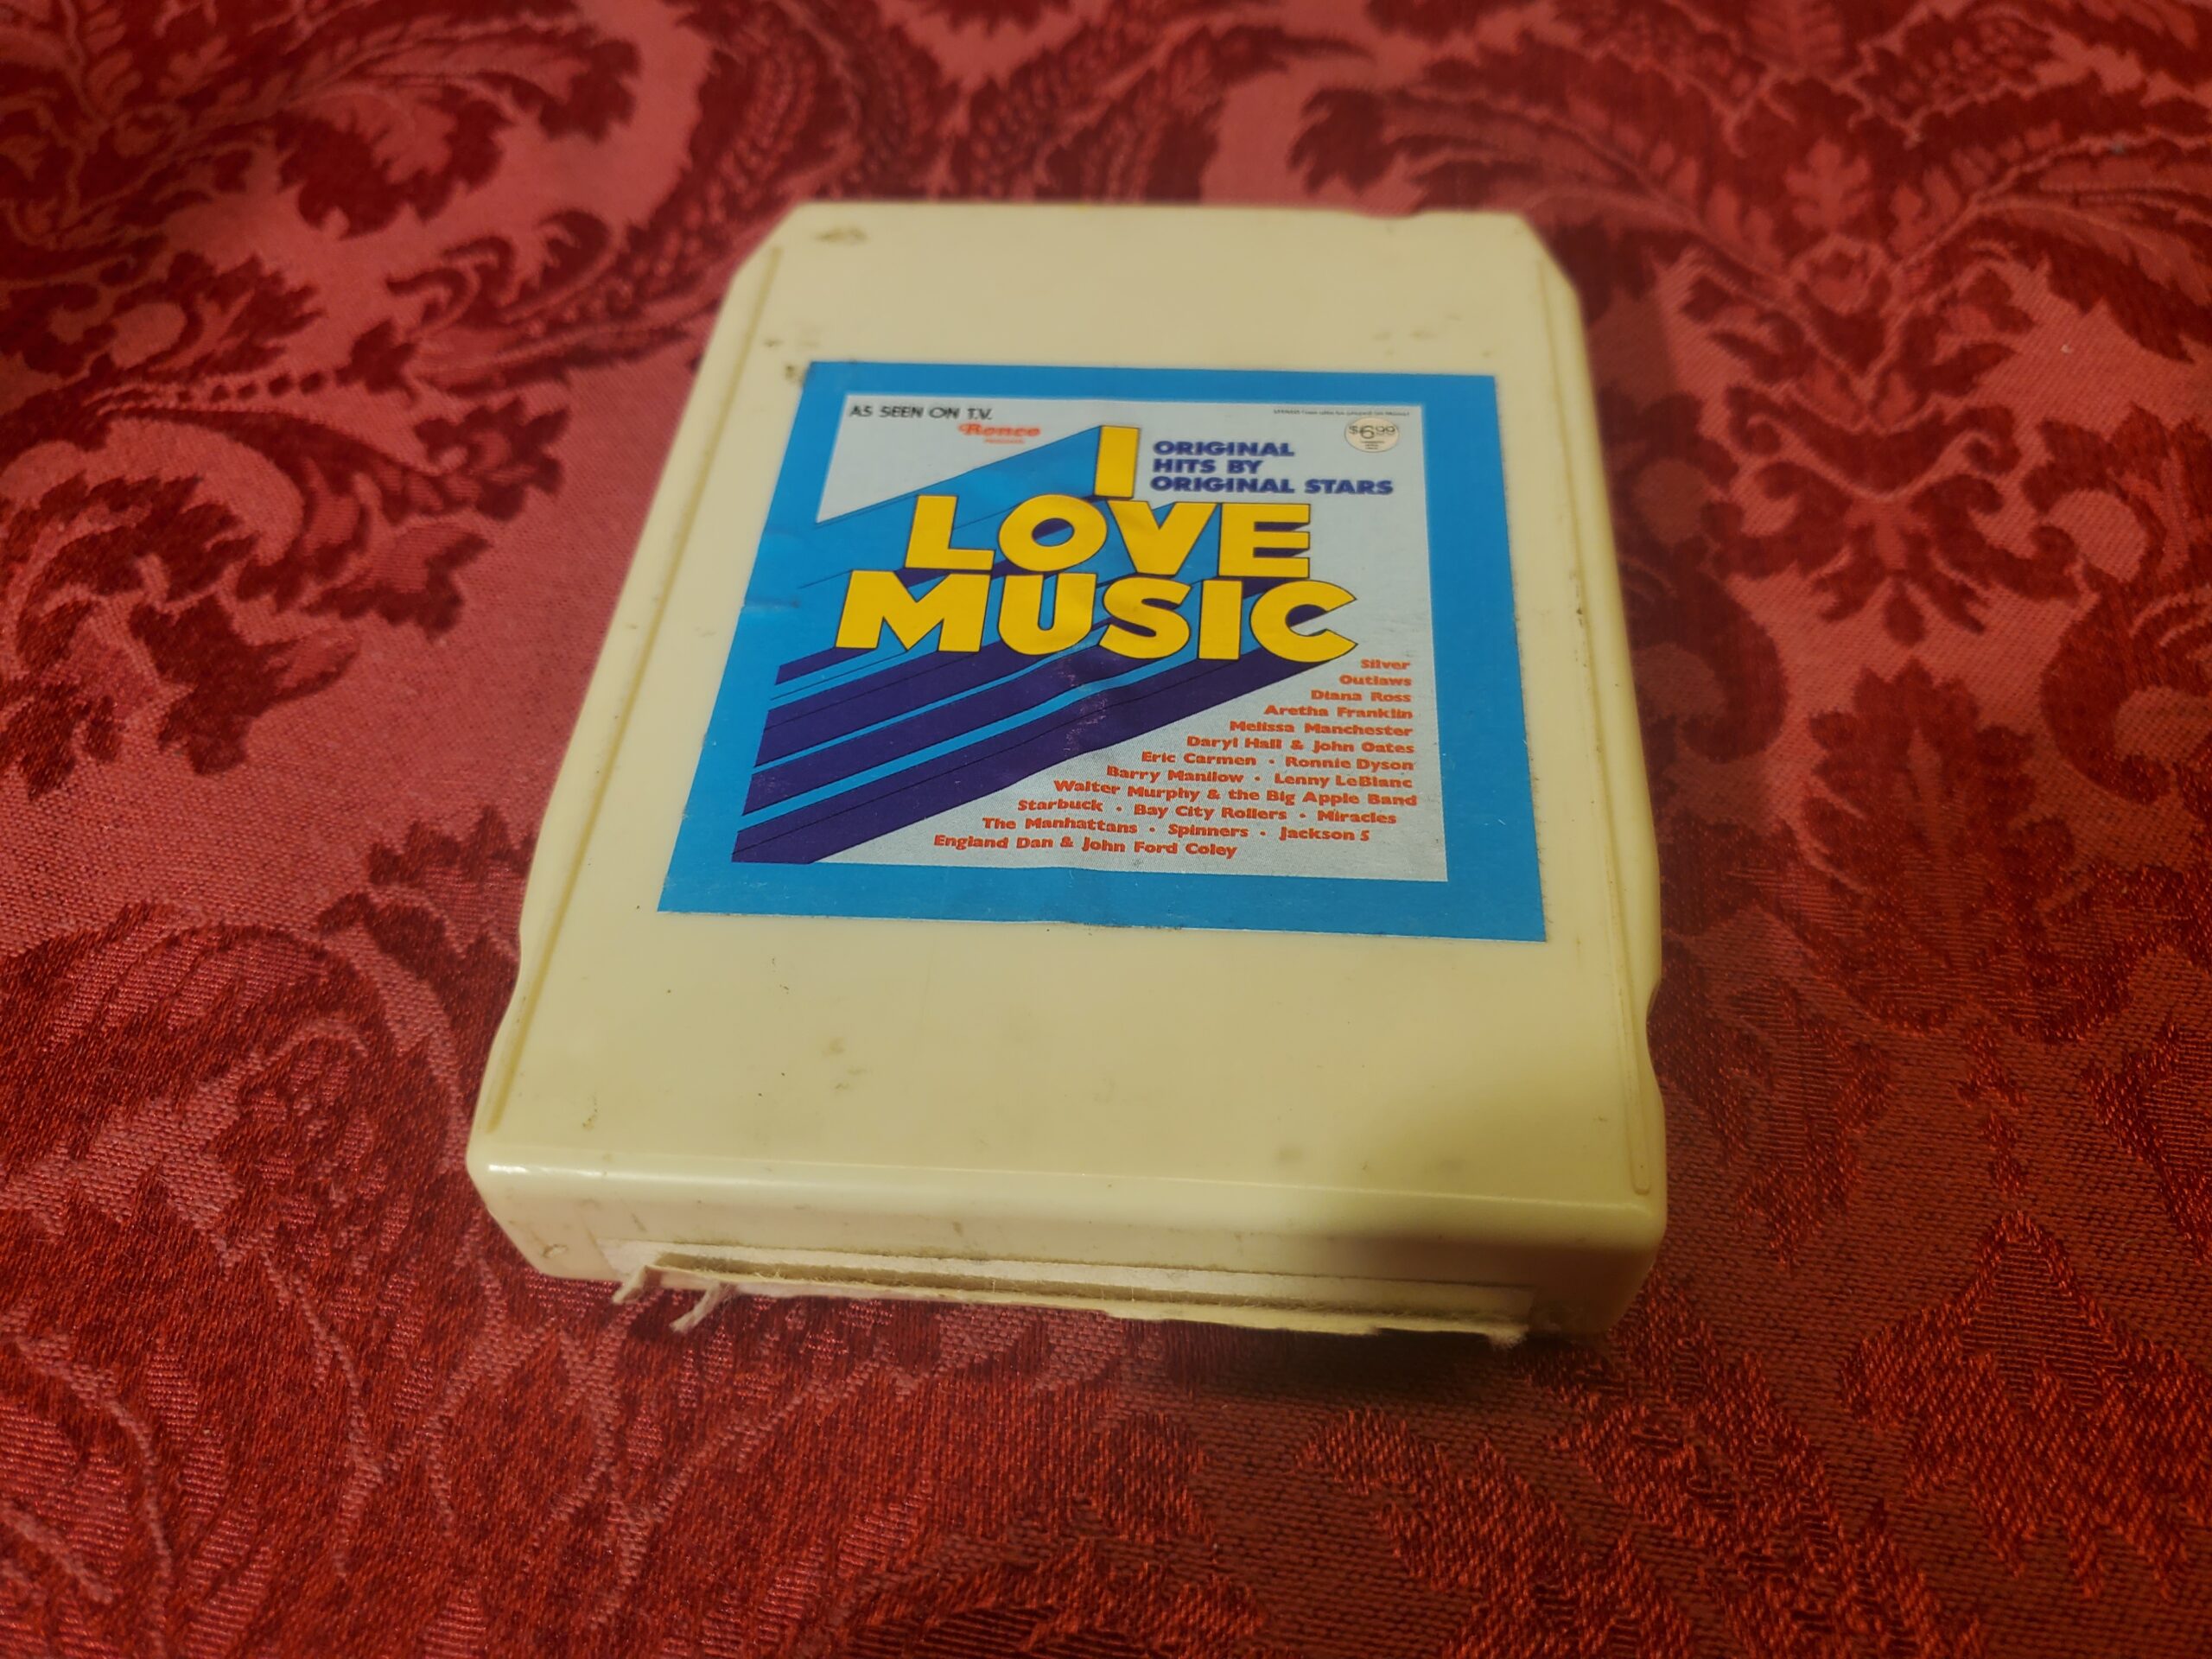 AS SEEN ON T.V.
Ronco
$6.99
ORIGINAL
HITS BY
ORIGINAL STARS
I
LOVE
MUSIC
Silver
Outlaws
Diana Ross
Aretha Franklin
Melissa Manchester
Daryl Hall & John Oates
Eric Carmen • Ronnie Dyson
Barry Manilow • Lenny LeBlanc
Walter Murphy & the Big Apple Band
Starbuck • Bay City Rollers • Miracles
The Manhattans • Spinners • Jackson 5
England Dan & John Ford Coley